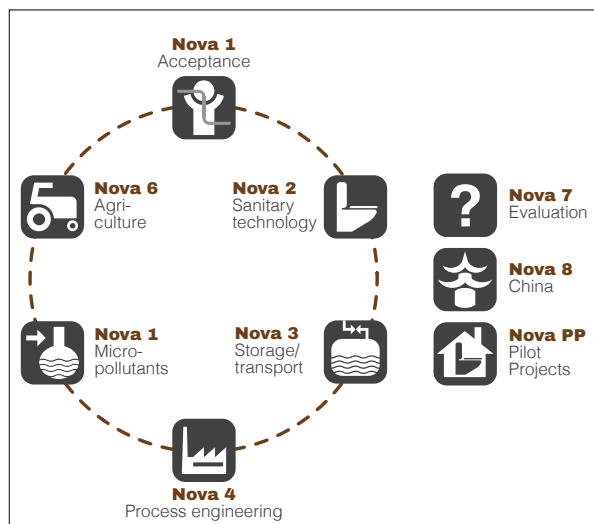 Nova 1
Acceptance
Nova 6
Agri-
culture
Nova 2
Sanitary
technology
Nova 7
Evaluation
Nova 8
China
Nova 1
Micro-
pollutants
Nova 3
Storage/
transport
Nova PP
Pilot
Projects
Nova 4
Process engineering
?